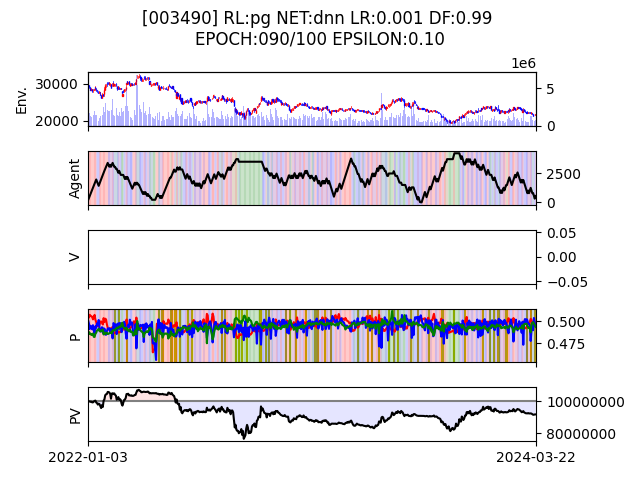 [003490] RL:pg NET:dnn LR:0.001 DF:0.99
EPOCH:090/100 EPSILON:0.10
1e6
Env.
30000
20000
5
0
Agent
2500
0
V
0.05
0.00
−0.05
P
0.500
0.475
PV
100000000
80000000
2022-01-03
2024-03-22